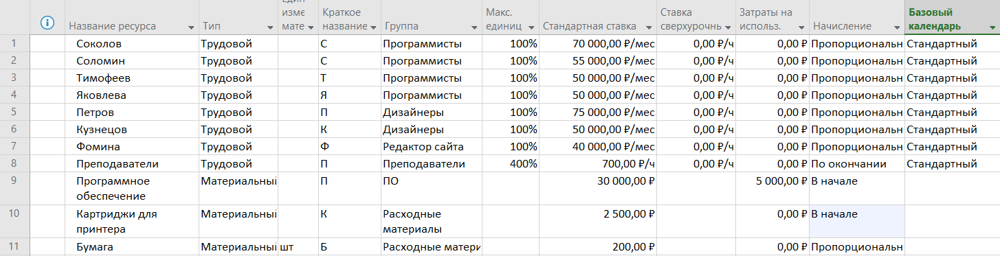 Название ресурса Тип Един изме мате Краткое название Группа Макс. единиц Стандартная ставка Ставка сверхурочнь Затраты на использ. Начисление Базовый календарь
1 Соколов Трудовой С Программисты 100% 70 000,00 ₽/мес 0,00 ₽/ч 0,00 ₽ Пропорциональн Стандартный
2 Соломин Трудовой С Программисты 100% 55 000,00 ₽/мес 0,00 ₽/ч 0,00 ₽ Пропорциональн Стандартный
3 Тимофеев Трудовой Т Программисты 100% 50 000,00 ₽/мес 0,00 ₽/ч 0,00 ₽ Пропорциональн Стандартный
4 Яковлева Трудовой Я Программисты 100% 50 000,00 ₽/мес 0,00 ₽/ч 0,00 ₽ Пропорциональн Стандартный
5 Петров Трудовой П Дизайнеры 100% 75 000,00 ₽/мес 0,00 ₽/ч 0,00 ₽ Пропорциональн Стандартный
6 Кузнецов Трудовой К Дизайнеры 100% 50 000,00 ₽/мес 0,00 ₽/ч 0,00 ₽ Пропорциональн Стандартный
7 Фомина Трудовой Ф Редактор сайта 100% 40 000,00 ₽/мес 0,00 ₽/ч 0,00 ₽ Пропорциональн Стандартный
8 Преподаватели Трудовой П Преподаватели 400% 700,00 ₽/ч 0,00 ₽/ч 0,00 ₽ По окончании Стандартный
9 Программное обеспечение Материальный П ПО 30 000,00 ₽ 5 000,00 ₽ В начале
10 Картриджи для принтера Материальный К Расходные материалы 2 500,00 ₽ 0,00 ₽ В начале
11 Бумага Материальный шт Б Расходные матери 200,00 ₽ 0,00 ₽ Пропорциональн